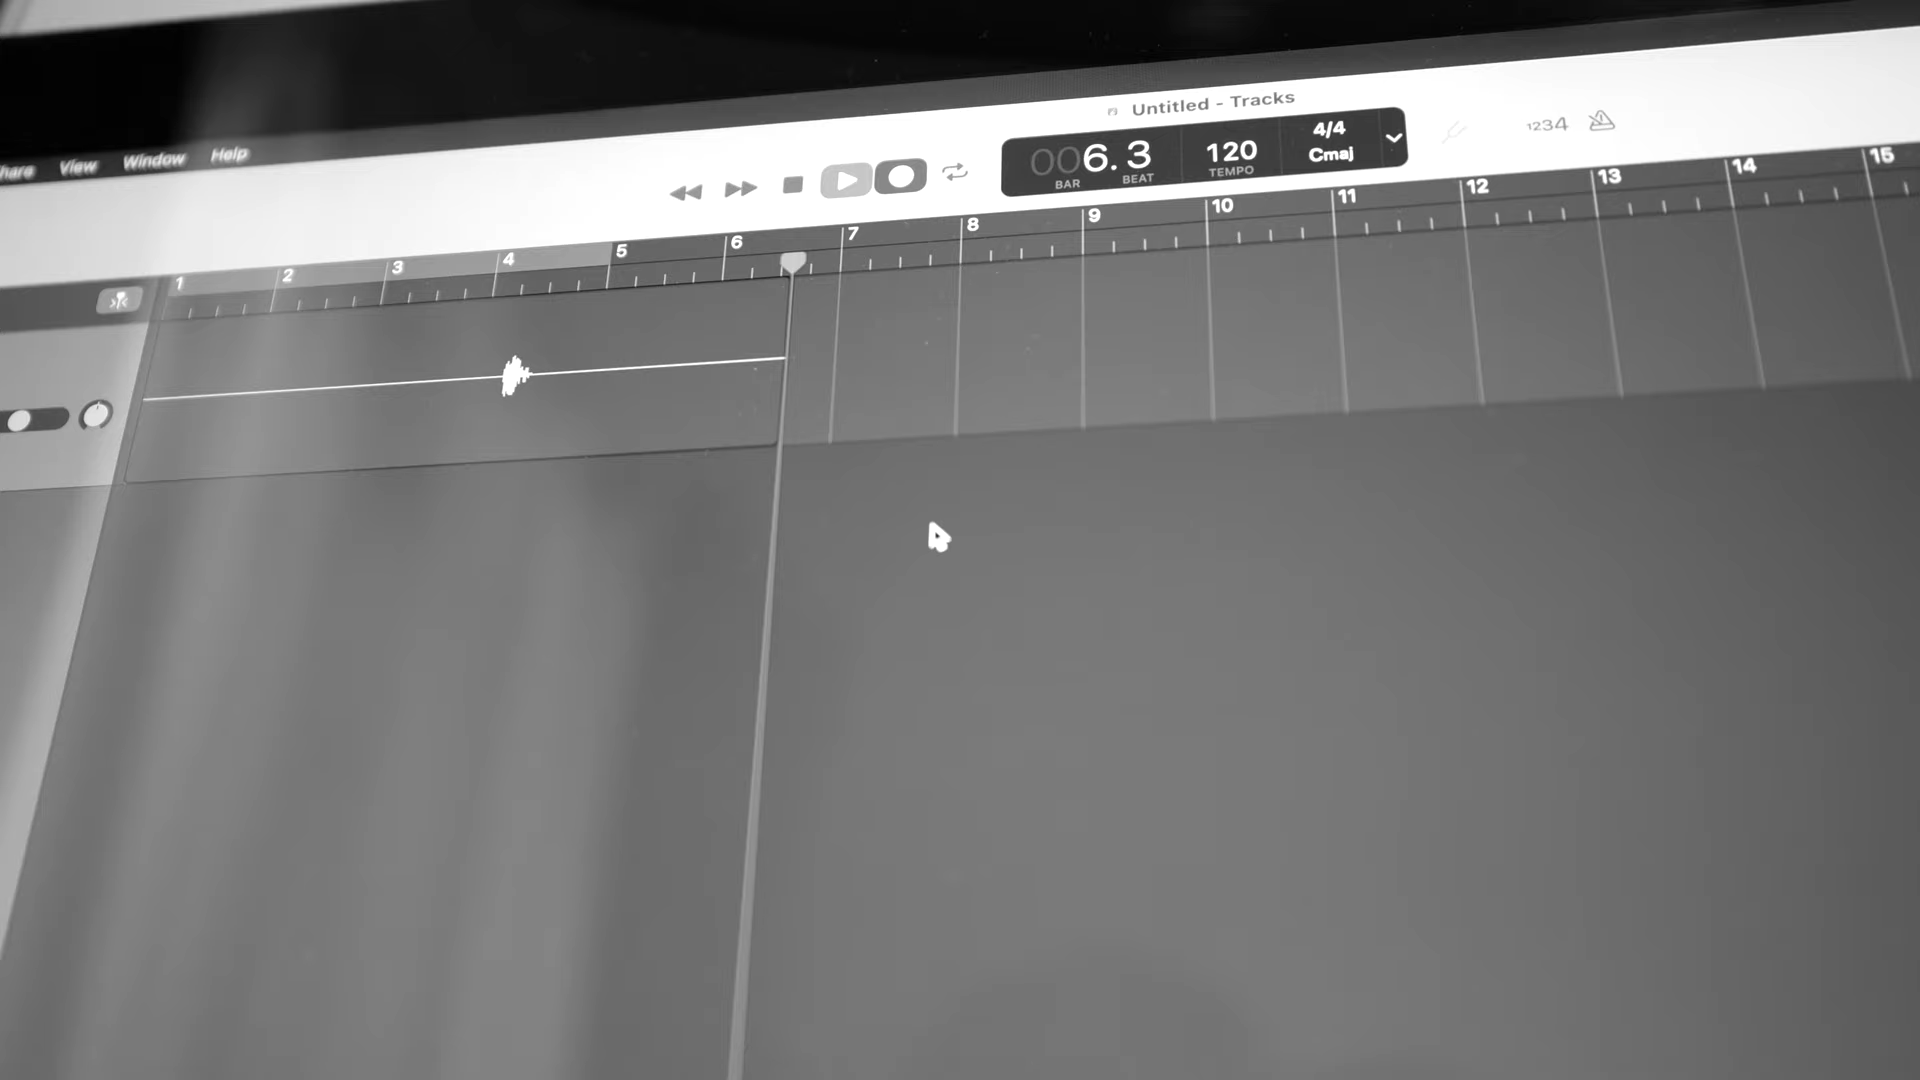 Untitled - Tracks
View Window Help
006.3 120 4/4
BAR BEAT TEMPO Cmaj
1234
1 2 3 4 5 6 7 8 9 10 11 12 13 14 15